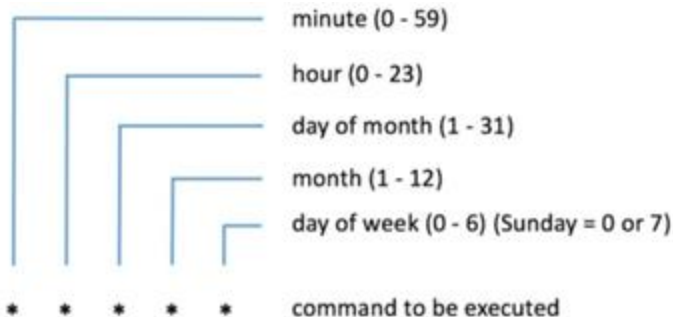 minute (0 - 59)
hour (0 - 23)
day of month (1 - 31)
month (1 - 12)
day of week (0 - 6) (Sunday = 0 or 7)
* * * * * command to be executed